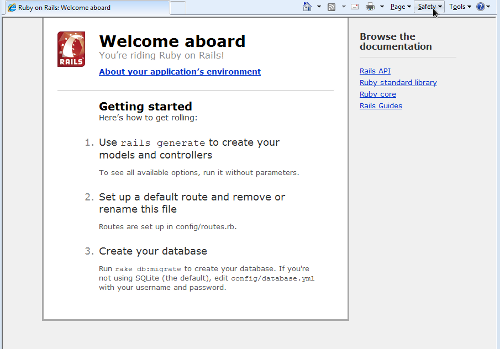 Ruby on Rails: Welcome aboard
Page
Safety
Tools
RAILS
Welcome aboard
You're riding Ruby on Rails!
About your application's environment
Getting started
Here's how to get rolling:
1. Use rails generate to create your
models and controllers
To see all available options, run it without parameters.
2. Set up a default route and remove or
rename this file
Routes are set up in config/routes.rb.
3. Create your database
Run rake db:migrate to create your database. If you're
not using SQLite (the default), edit config/database.yml
with your username and password.
Browse the
documentation
Rails API
Ruby standard library
Ruby core
Rails Guides